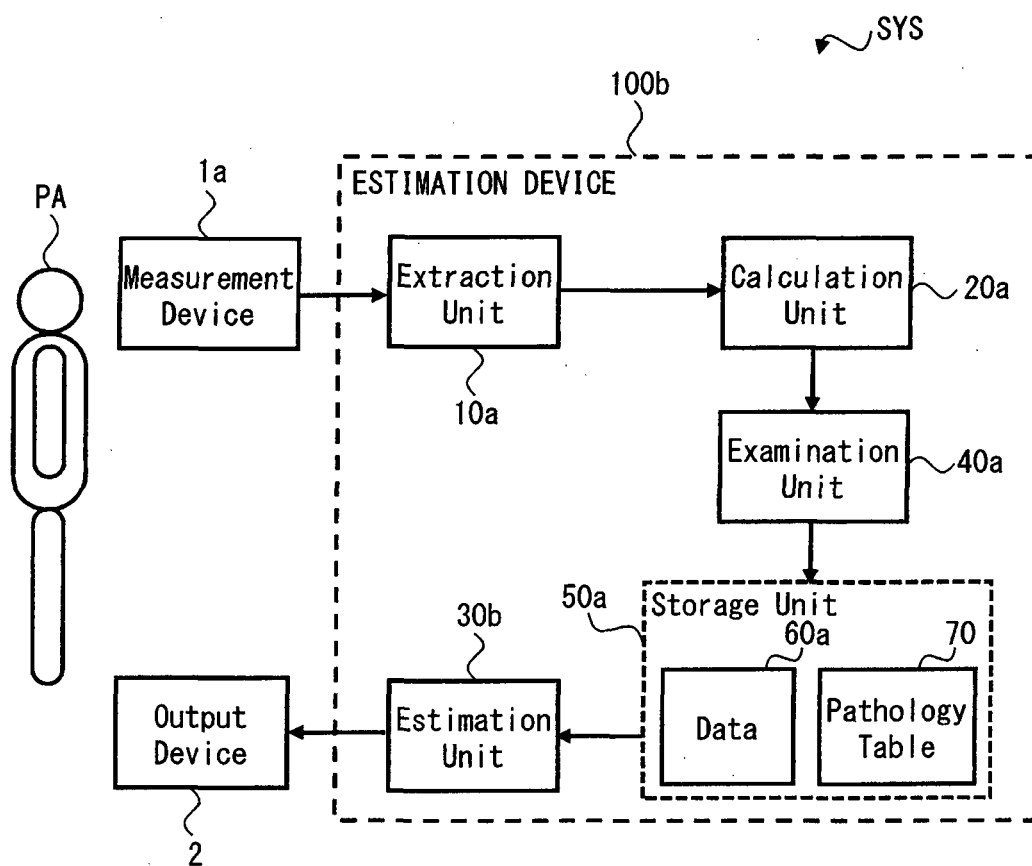 SYS
100b
1a
PA
ESTIMATION DEVICE
Measurement
Device
Extraction
Unit
Calculation
Unit
20a
10a
Examination
Unit
40a
50a
Storage Unit
30b
60a
70
Output
Device
Estimation
Unit
Data
Pathology
Table
2